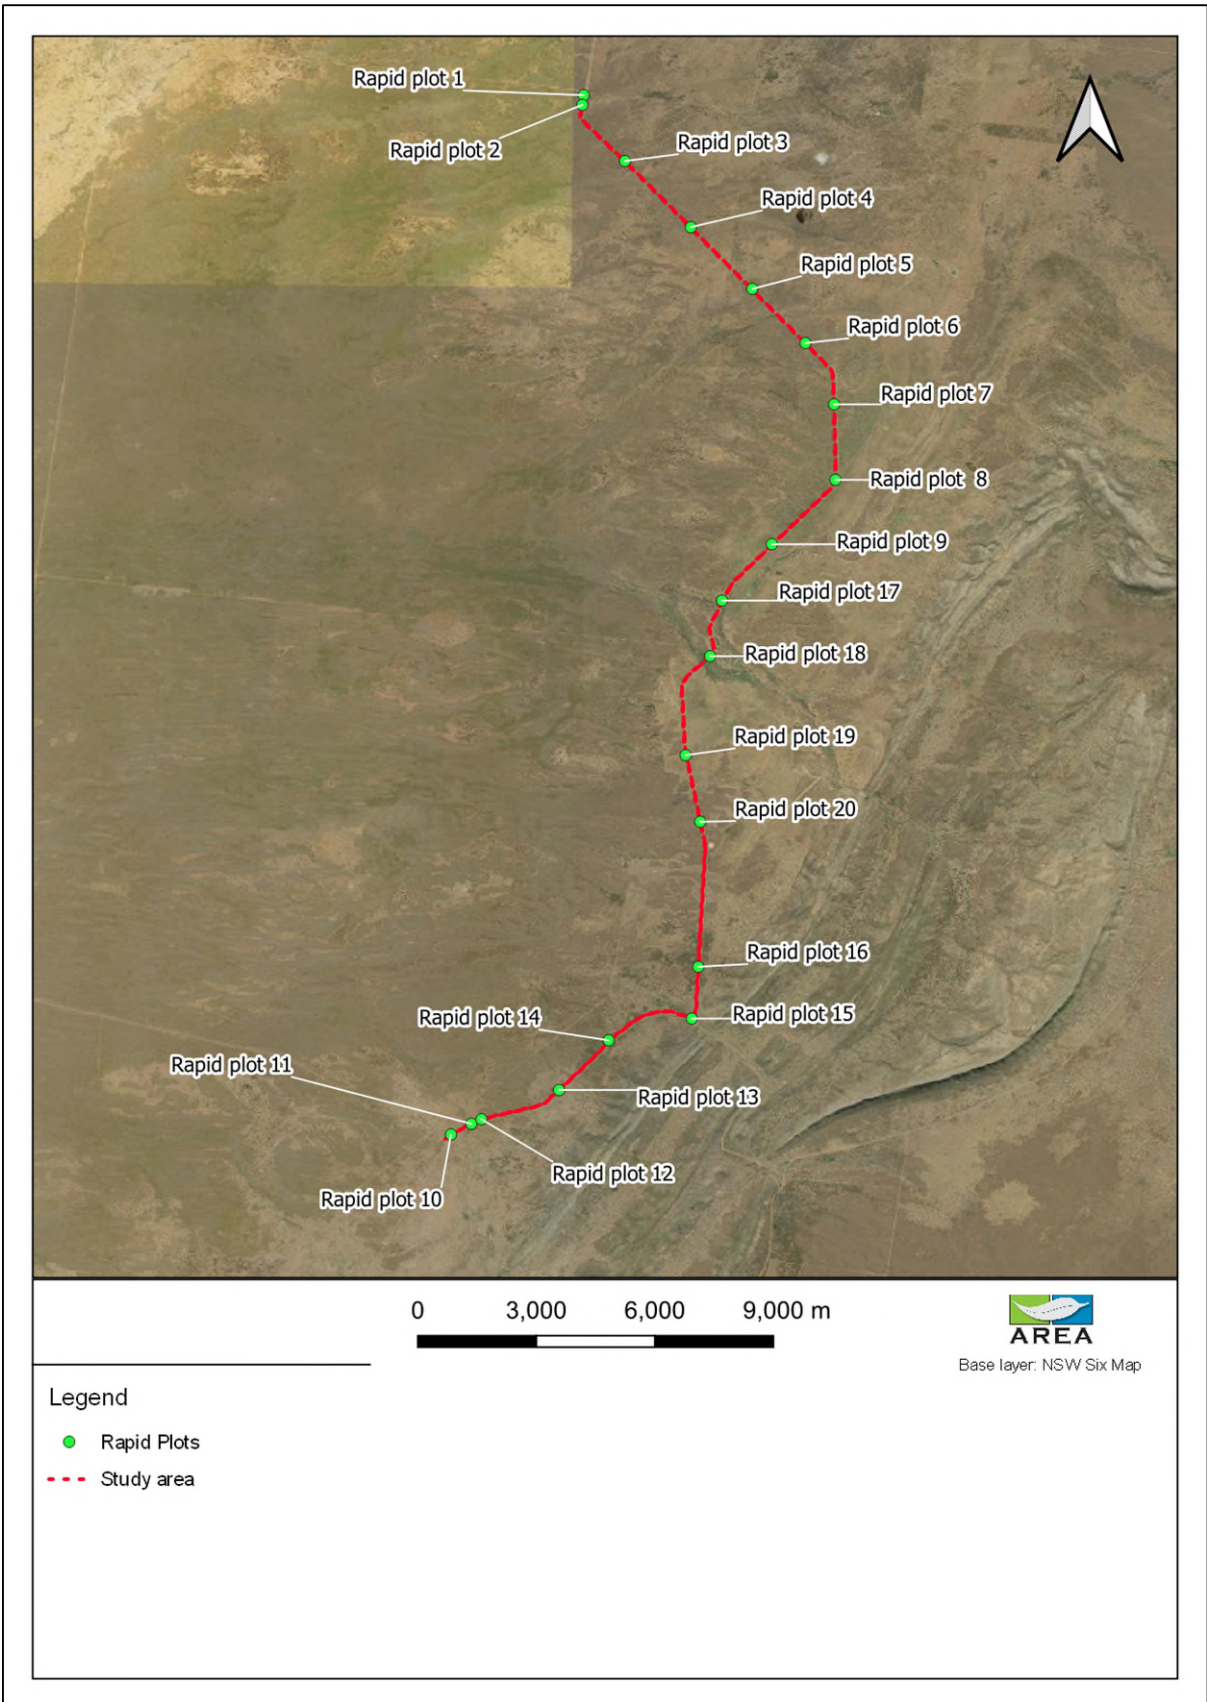 Rapid plot 1
Rapid plot 2
Rapid plot 3
Rapid plot 4
Rapid plot 5
Rapid plot 6
Rapid plot 7
Rapid plot 8
Rapid plot 9
Rapid plot 17
Rapid plot 18
Rapid plot 19
Rapid plot 20
Rapid plot 16
Rapid plot 15
Rapid plot 14
Rapid plot 11
Rapid plot 13
Rapid plot 12
Rapid plot 10
0 3,000 6,000 9,000 m
AREA
Base layer: NSW Six Map
Legend
Rapid Plots
Study area